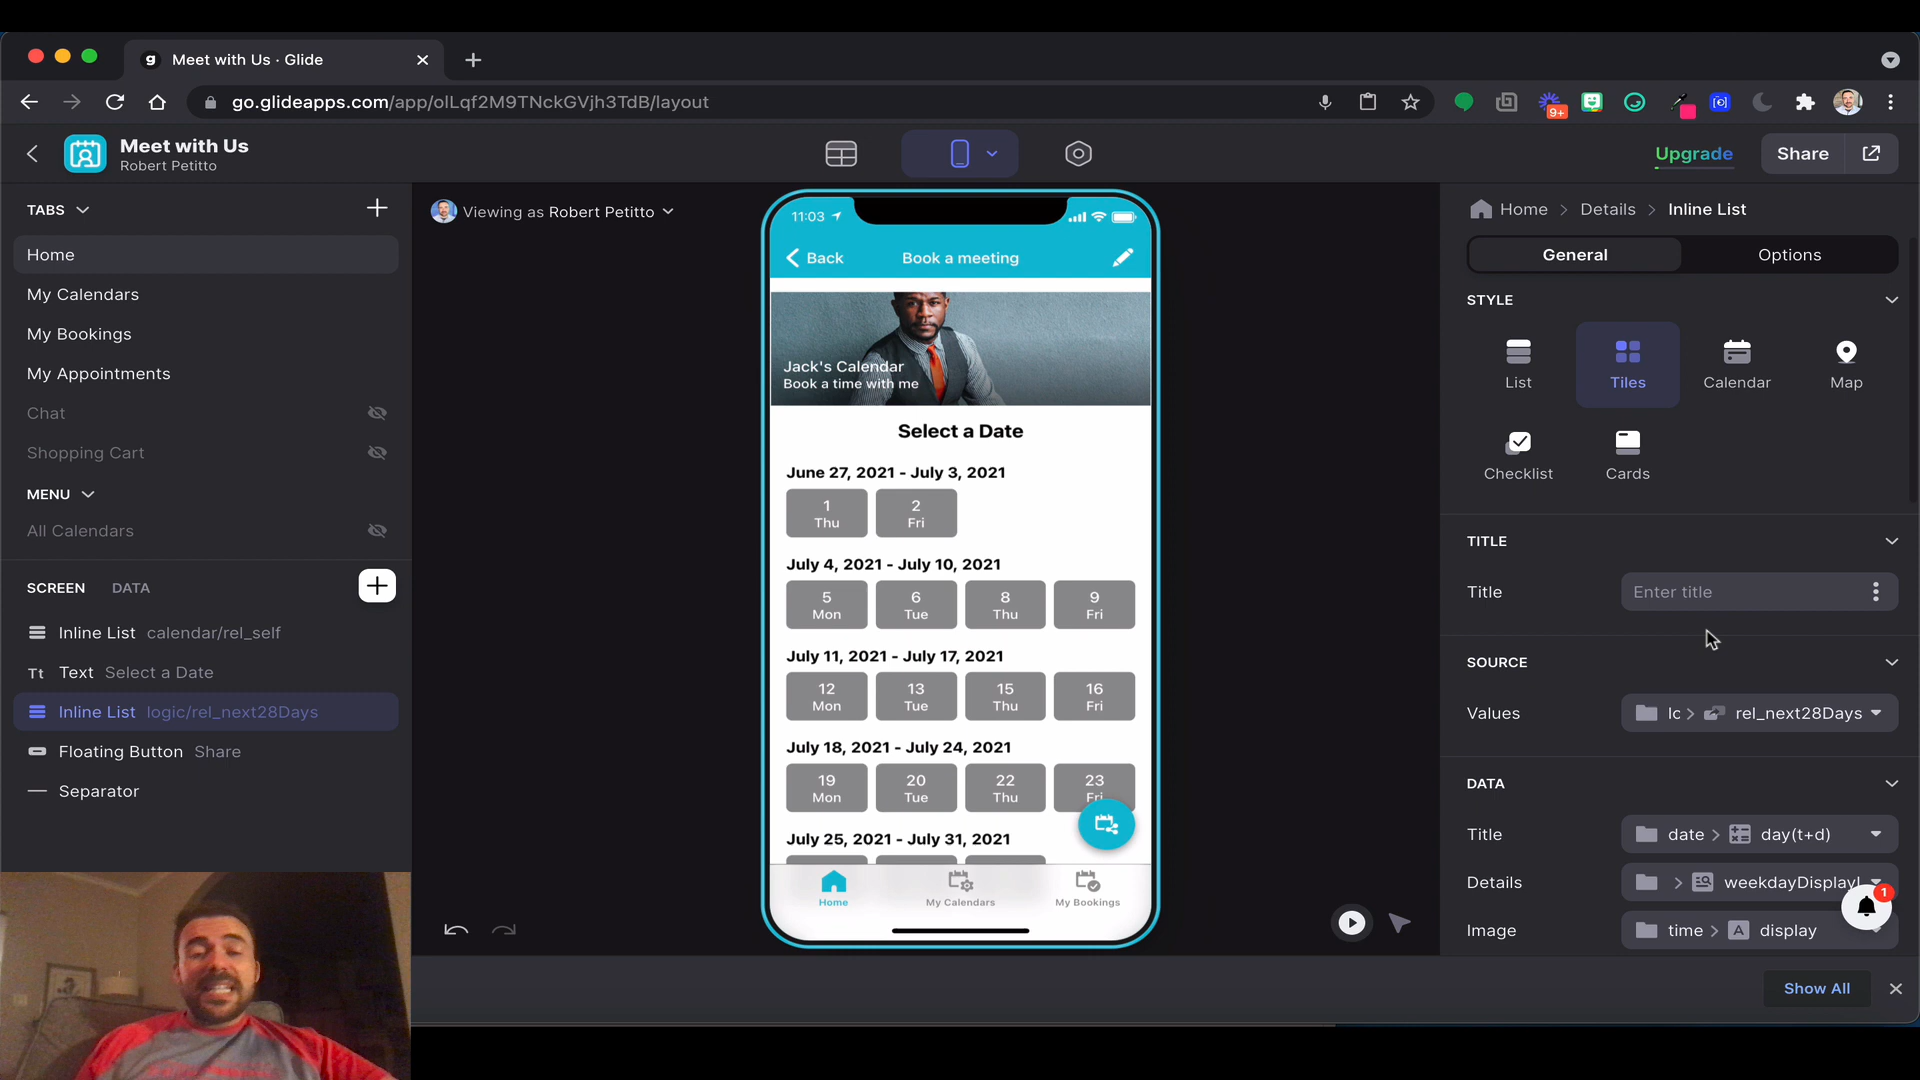 Meet with Us · Glide
go.glideapps.com/app/olLqf2M9TNckGVjh3TdB/layout
9+
Meet with Us
Robert Petitto
Upgrade
Share
TABS
Home
My Calendars
My Bookings
My Appointments
Chat
Shopping Cart
MENU
All Calendars
SCREEN DATA
Inline List calendar/rel_self
Tt Text Select a Date
Inline List logic/rel_next28Days
Floating Button Share
Separator
Viewing as Robert Petitto
11:03
Back Book a meeting
Jack's Calendar
Book a time with me
Select a Date
June 27, 2021 - July 3, 2021
1 2
Thu Fri
July 4, 2021 - July 10, 2021
5 6 8 9
Mon Tue Thu Fri
July 11, 2021 - July 17, 2021
12 13 15 16
Mon Tue Thu Fri
July 18, 2021 - July 24, 2021
19 20 22 23
Mon Tue Thu Fri
July 25, 2021 - July 31, 2021
Home My Calendars My Bookings
Home > Details > Inline List
General Options
STYLE
List Tiles Calendar Map
Checklist Cards
TITLE
Title Enter title
SOURCE
Values lc > rel_next28Days
DATA
Title date > day(t+d)
Details > weekdayDisplay
1
Image time > A display
Show All